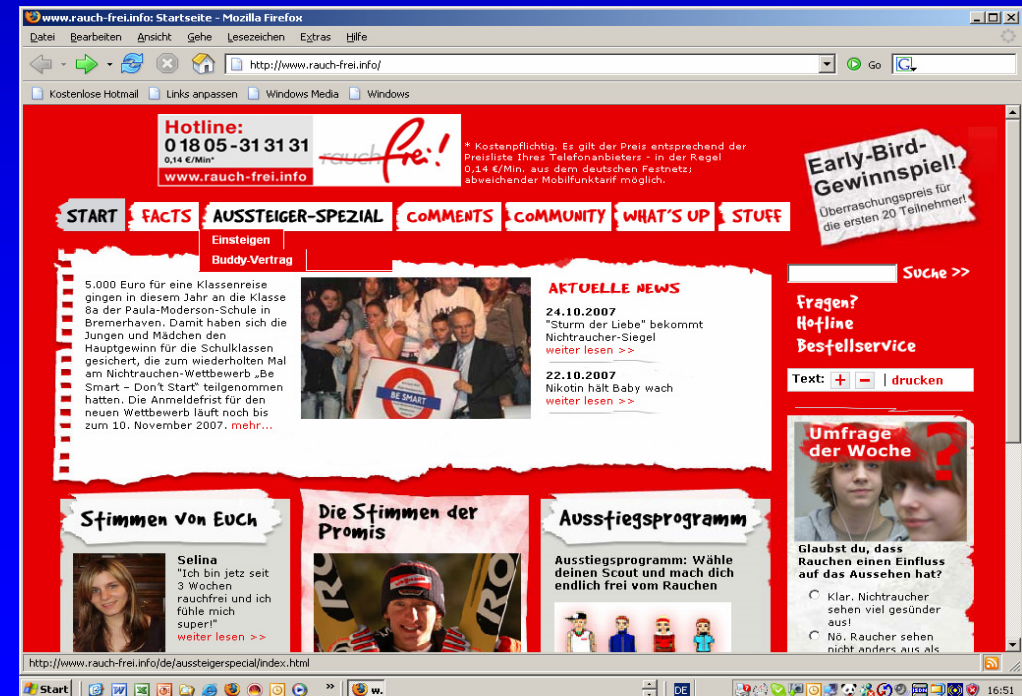 www.rauch-frei.info: Startseite - Mozilla Firefox
Datei Bearbeiten Ansicht Gehe Lesezeichen Extras Hilfe
http://www.rauch-frei.info/
Go
G
Kostenlose Hotmail Links anpassen Windows Media Windows
Hotline:
0 18 05 - 31 31 31
0,14 €/Min*
www.rauch-frei.info
rauch frei!
* Kostenpflichtig. Es gilt der Preis entsprechend der
Preisliste Ihres Telefonanbieters - in der Regel
0,14 €/Min. aus dem deutschen Festnetz;
abweichender Mobilfunktarif möglich.
Early-Bird-
Gewinnspiel!
Überraschungspreis für
die ersten 20 Teilnehmer!
START FACTS AUSSTEIGER-SPEZIAL COMMENTS COMMUNITY WHAT'S UP STUFF
Einsteigen
Buddy-Vertrag
5.000 Euro für eine Klassenreise
gingen in diesem Jahr an die Klasse
8a der Paula-Moderson-Schule in
Bremerhaven. Damit haben sich die
Jungen und Mädchen den
Hauptgewinn für die Schulklassen
gesichert, die zum wiederholten Mal
am Nichtrauchen-Wettbewerb „Be
Smart – Don't Start" teilgenommen
hatten. Die Anmeldefrist für den
neuen Wettbewerb läuft noch bis
zum 10. November 2007. mehr...
BE SMART
AKTUELLE NEWS
24.10.2007
"Sturm der Liebe" bekommt
Nichtraucher-Siegel
weiter lesen >>
22.10.2007
Nikotin hält Baby wach
weiter lesen >>
Suche >>
Fragen?
Hotline
Bestellservice
Text: + − | drucken
Umfrage
der Woche
?
Glaubst du, dass
Rauchen einen Einfluss
auf das Aussehen hat?
Klar. Nichtraucher
sehen viel gesünder
aus!
Nö. Raucher sehen
nicht anders aus als
Stimmen von Euch
Selina
"Ich bin jetz seit
3 Wochen
rauchfrei und ich
fühle mich
super!"
weiter lesen >>
Die Stimmen der
Promis
Ausstiegsprogramm
Ausstiegsprogramm: Wähle
deinen Scout und mach dich
endlich frei vom Rauchen
http://www.rauch-frei.info/de/aussteigerspecial/index.html
Start
w.
DE
16:51